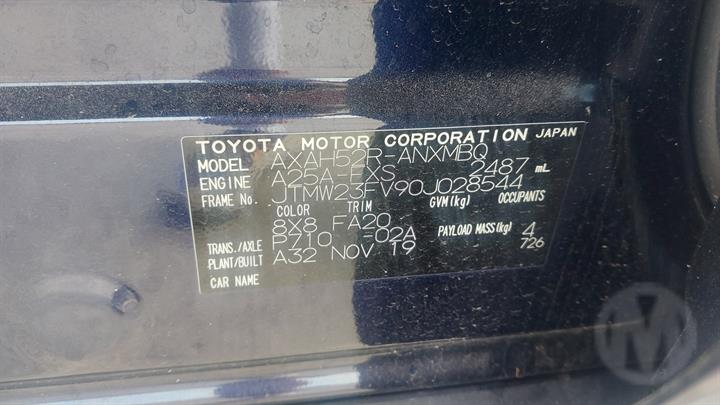 TOYOTA MOTOR CORPORATION JAPAN
MODEL AXAH52R-ANXMBQ
ENGINE A25A-FXS 2487 mL
FRAME No. JTMW23FV90J028544
COLOR TRIM GVM(kg) OCCUPANTS
8X8 FA20
TRANS./AXLE P710 -02A PAYLOAD MASS(kg) 4
PLANT/BUILT A32 NOV 19 726
CAR NAME
M